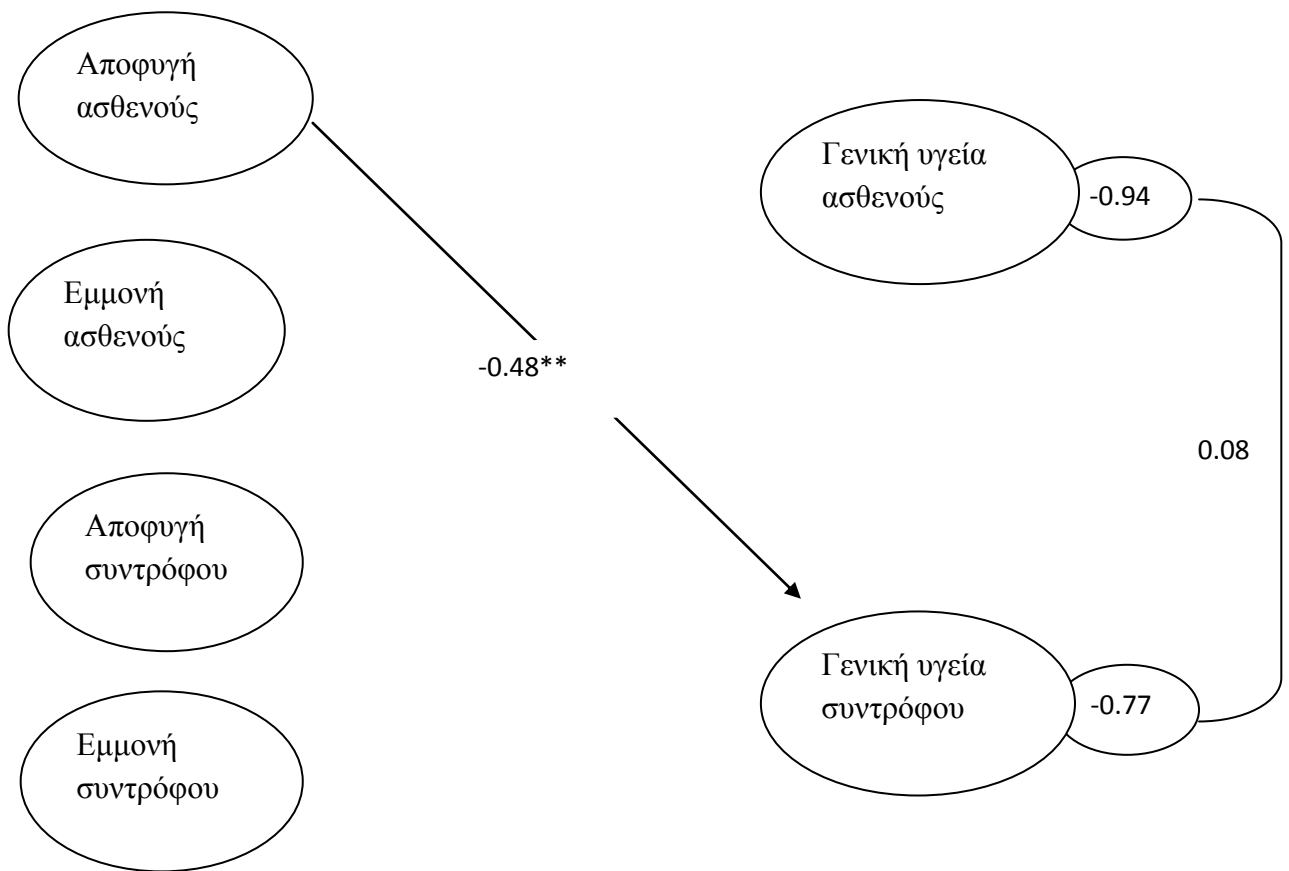 Αποφυγή
ασθενούς
Γενική υγεία
ασθενούς
-0.94
Εμμονή
ασθενούς
-0.48**
0.08
Αποφυγή
συντρόφου
Γενική υγεία
συντρόφου
-0.77
Εμμονή
συντρόφου